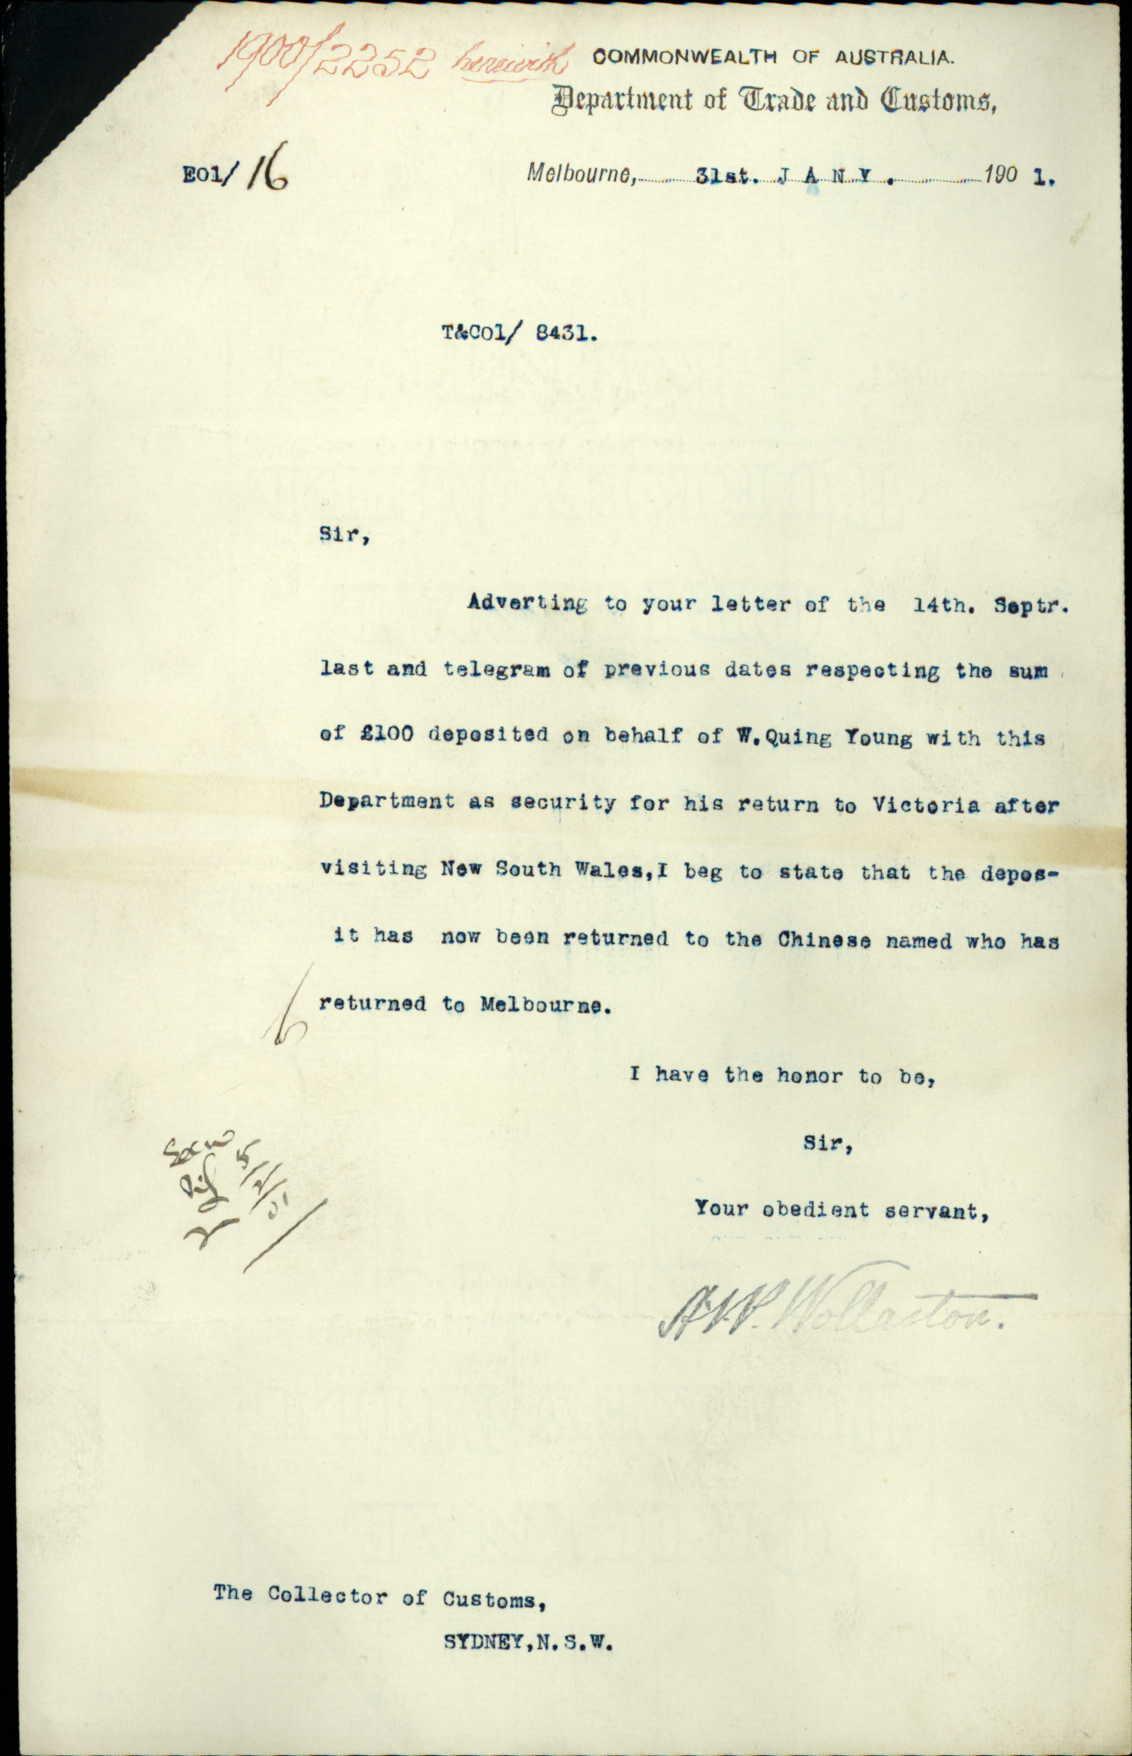 1900/2252 herewith
COMMONWEALTH OF AUSTRALIA.
Department of Trade and Customs,
E01/16
Melbourne, 31st. JANY. 1901.
T&C01/ 8431.
Sir,
Adverting to your letter of the 14th. Septr.
last and telegram of previous dates respecting the sum
of £100 deposited on behalf of W.Quing Young with this
Department as security for his return to Victoria after
visiting New South Wales,I beg to state that the depos-
it has now been returned to the Chinese named who has
returned to Melbourne.
I have the honor to be,
Sir,
Your obedient servant,
H.N.P. Wollaston.
The Collector of Customs,
SYDNEY,N.S.W.